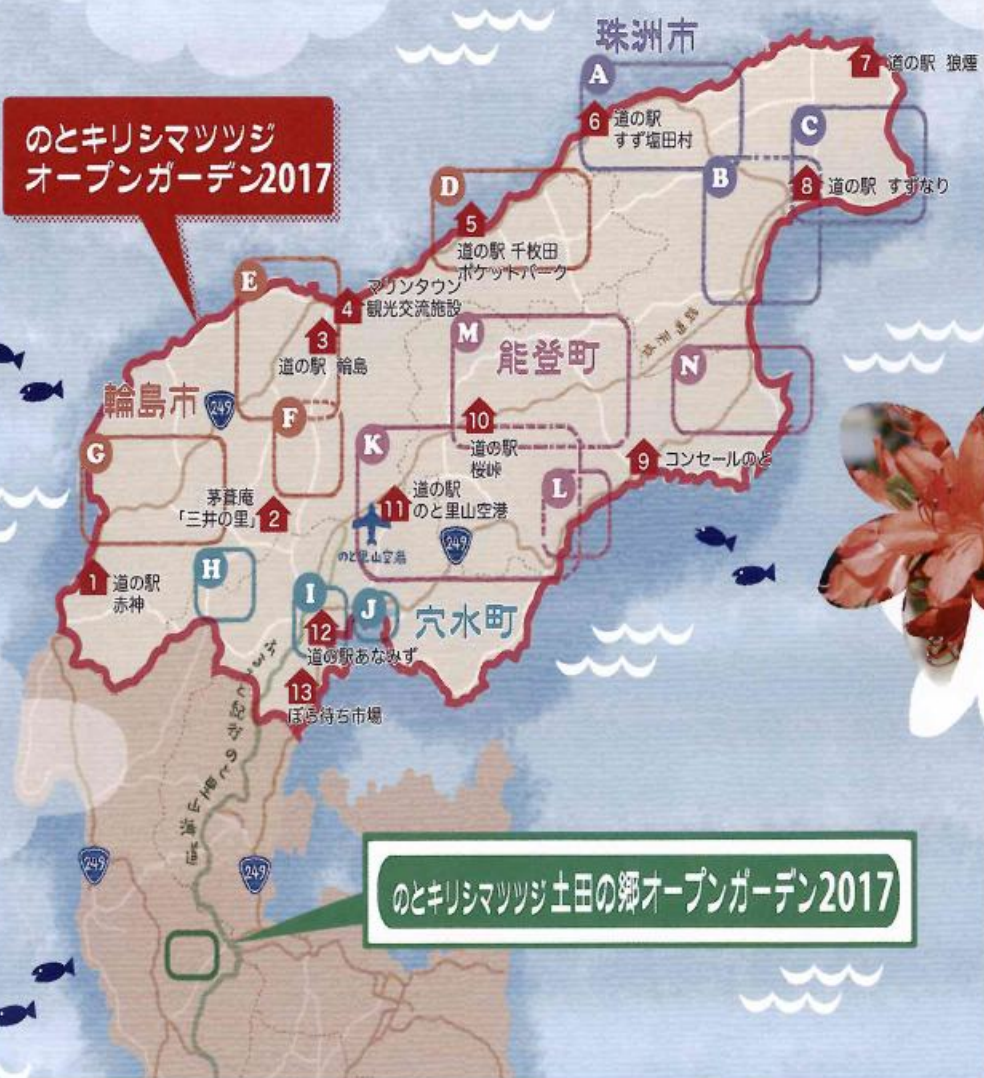 珠洲市
A
7 道の駅 狼煙
のとキリシマツツジ
オープンガーデン2017
6 道の駅
すず塩田村
C
B
8 道の駅 すずなり
D
5
道の駅 千枚田
ポケットパーク
E
4 マリンタウン
観光交流施設
3
道の駅 輪島
M
能登町
N
輪島市
249
F
10
道の駅
桜峠
G
K
9 コンセールのと
L
茅葺庵
「三井の里」 2
11 道の駅
のと里山空港
のと里山空港
249
1 道の駅
赤神
H
I
J
穴水町
12
道の駅あなみず
13
ぼら待ち市場
249
249
のとキリシマツツジ 土田の郷オープンガーデン2017